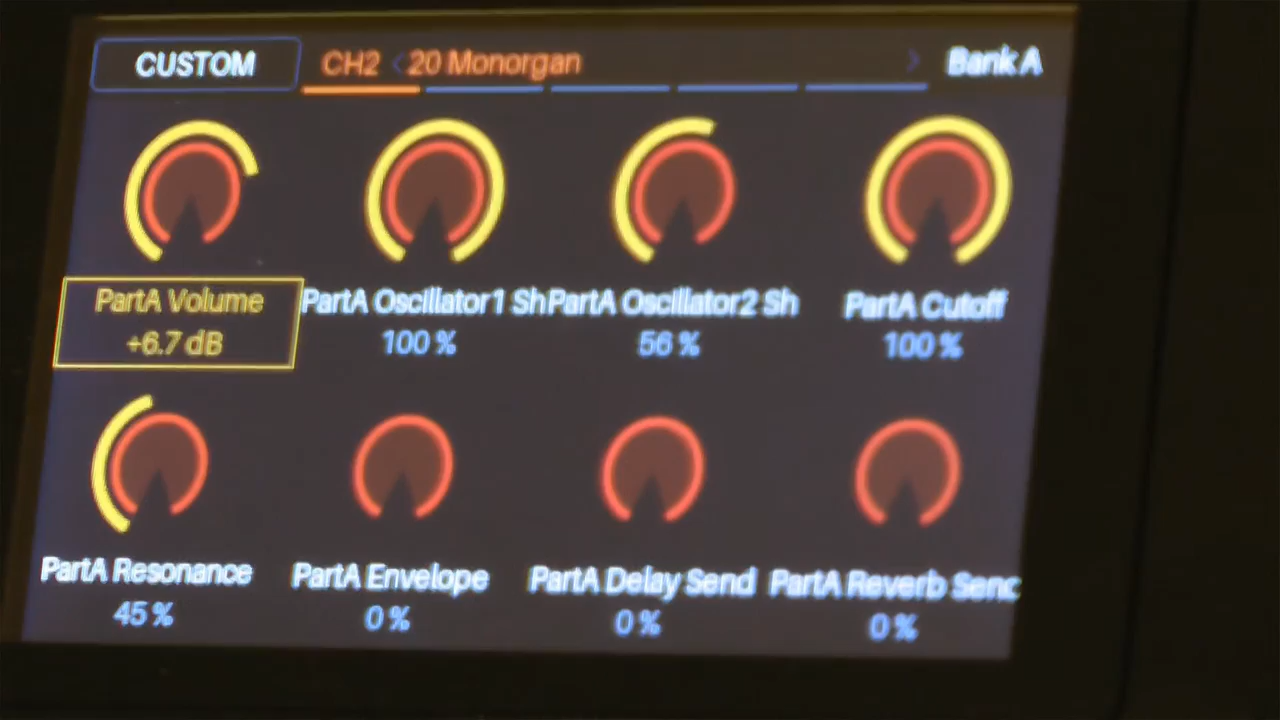 CUSTOM CH2 < 20 Monorgan > Bank A
PartA Volume PartA Oscillator1 Sh PartA Oscillator2 Sh PartA Cutoff
+6.7 dB 100 % 56 % 100 %
PartA Resonance PartA Envelope PartA Delay Send PartA Reverb Senc
45 % 0 % 0 % 0 %